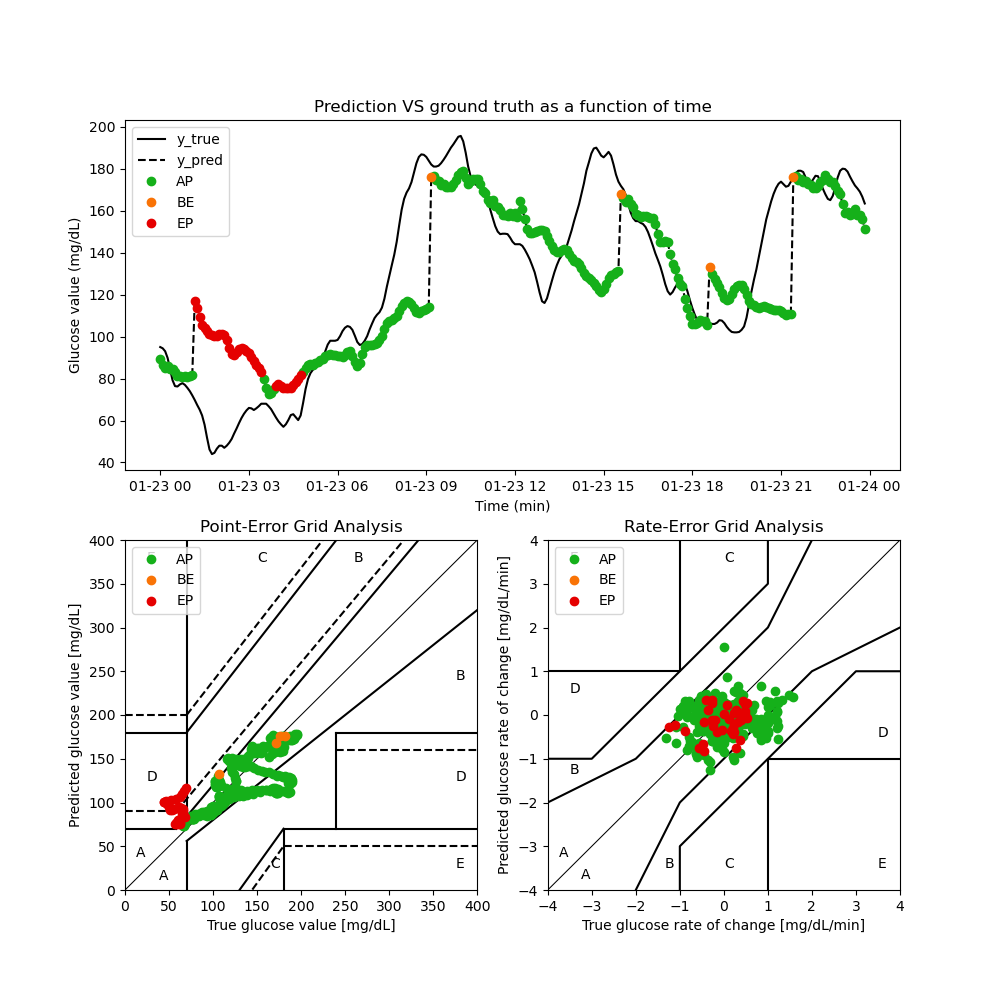 Prediction VS ground truth as a function of time
Glucose value (mg/dL)
200
180
160
140
120
100
80
60
40
y_true
y_pred
AP
BE
EP
01-23 00 01-23 03 01-23 06 01-23 09 01-23 12 01-23 15 01-23 18 01-23 21 01-24 00
Time (min)
Point-Error Grid Analysis
Predicted glucose value [mg/dL]
400
350
300
250
200
150
100
50
0
AP
BE
EP
C B
B
D D
A
A C E
0 50 100 150 200 250 300 350 400
True glucose value [mg/dL]
Rate-Error Grid Analysis
Predicted glucose rate of change [mg/dL/min]
4
3
2
1
0
−1
−2
−3
−4
AP
BE
EP
C
D
D
B
A
A B C E
−4 −3 −2 −1 0 1 2 3 4
True glucose rate of change [mg/dL/min]